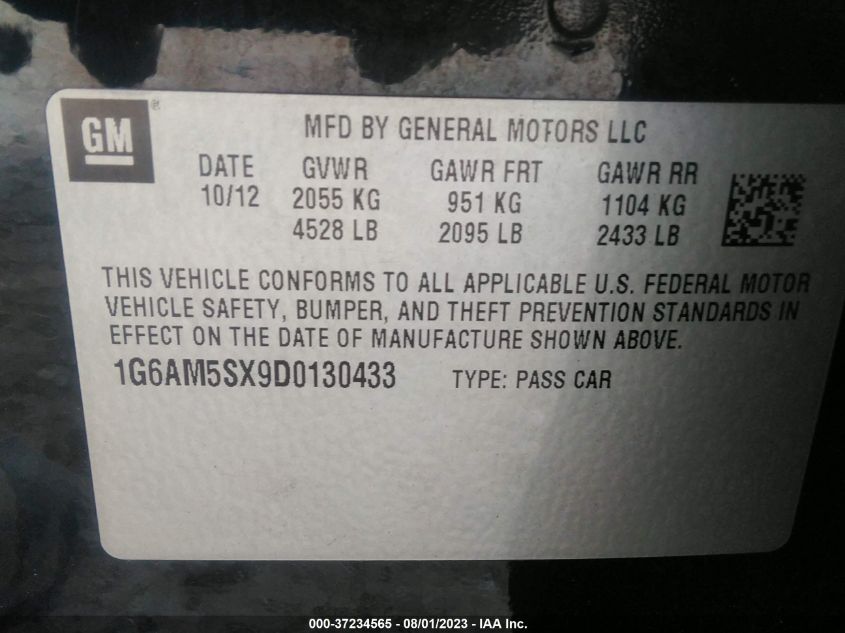 GM ®
MFD BY GENERAL MOTORS LLC
DATE GVWR GAWR FRT GAWR RR
10/12 2055 KG 951 KG 1104 KG
4528 LB 2095 LB 2433 LB
THIS VEHICLE CONFORMS TO ALL APPLICABLE U.S. FEDERAL MOTOR
VEHICLE SAFETY, BUMPER, AND THEFT PREVENTION STANDARDS IN
EFFECT ON THE DATE OF MANUFACTURE SHOWN ABOVE.
1G6AM5SX9D0130433 TYPE: PASS CAR
000-37234565 - 08/01/2023 - IAA Inc.